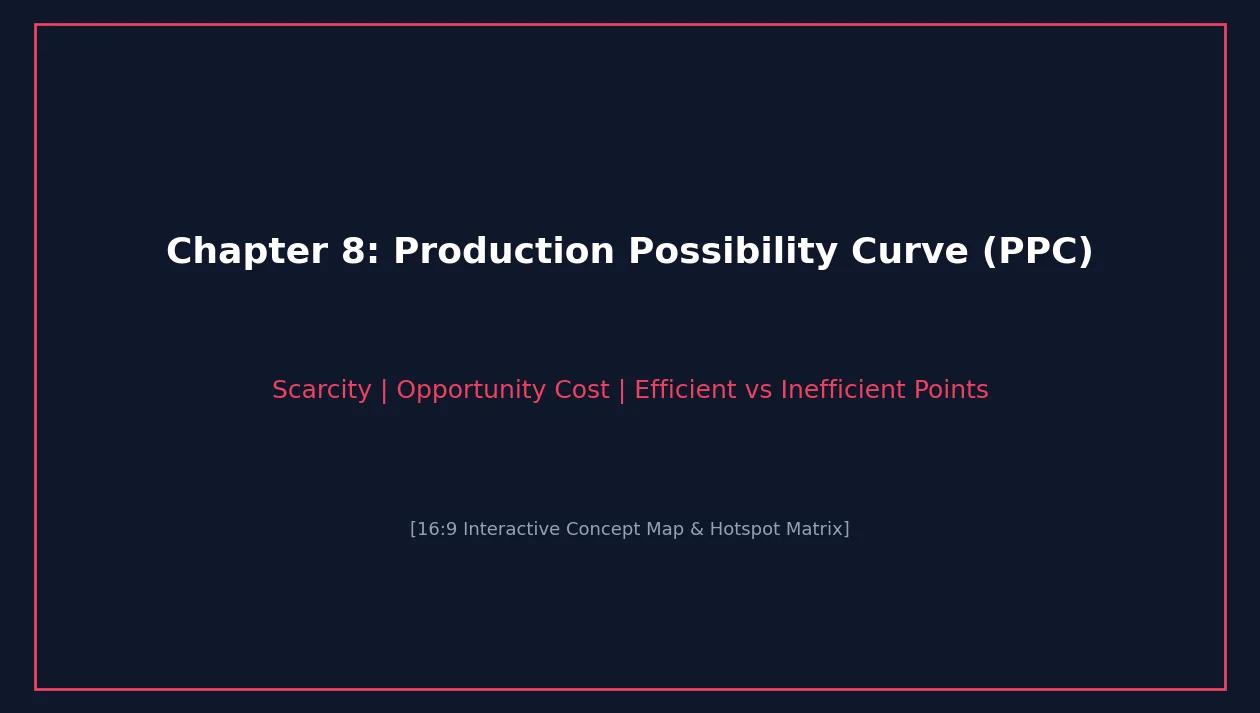 Chapter 8: Production Possibility Curve (PPC)
Scarcity | Opportunity Cost | Efficient vs Inefficient Points
[16:9 Interactive Concept Map & Hotspot Matrix]